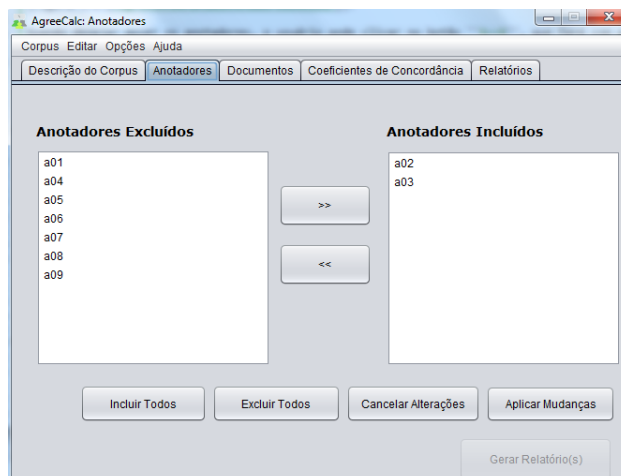 AgreeCalc: Anotadores
Corpus Editar Opções Ajuda
Descrição do Corpus Anotadores Documentos Coeficientes de Concordância Relatórios
Anotadores Excluídos
a01
a04
a05
a06
a07
a08
a09
>>
<<
Anotadores Incluídos
a02
a03
Incluir Todos Excluir Todos Cancelar Alterações Aplicar Mudanças
Gerar Relatório(s)